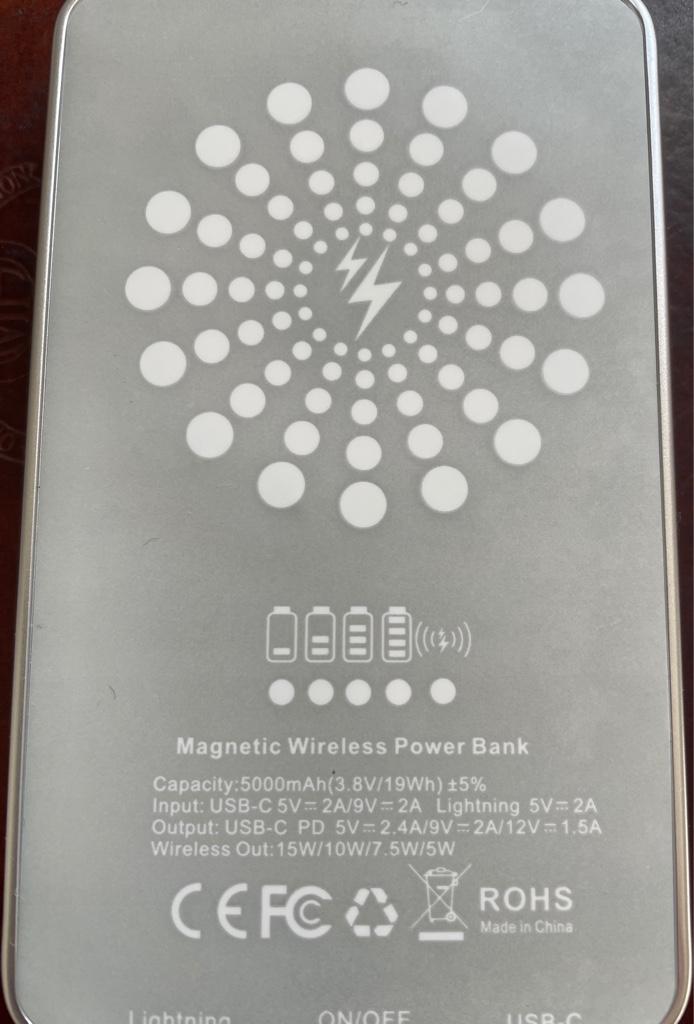 Magnetic Wireless Power Bank
Capacity:5000mAh(3.8V/19Wh) ±5%
Input: USB-C 5V⎓2A/9V⎓2A Lightning 5V⎓2A
Output: USB-C PD 5V⎓2.4A/9V⎓2A/12V⎓1.5A
Wireless Out:15W/10W/7.5W/5W
CE FC ROHS
Made in China
Lightning ON/OFF USB-C